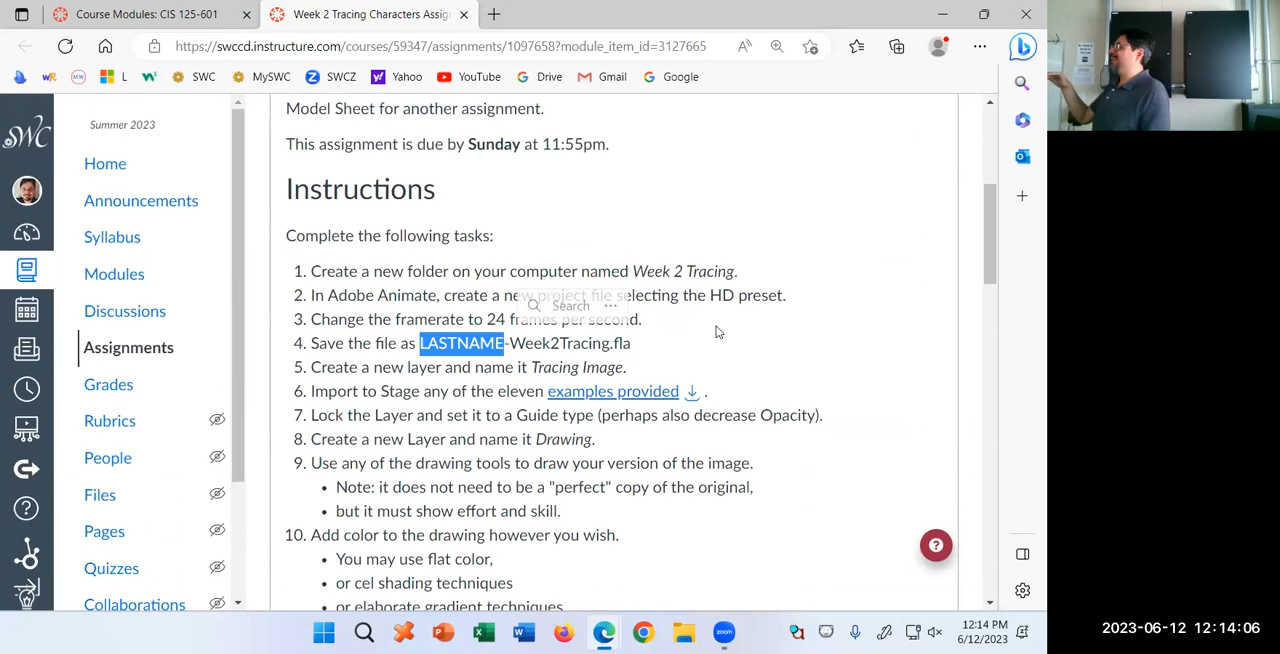 Course Modules: CIS 125-601
Week 2 Tracing Characters Assig
https://swccd.instructure.com/courses/59347/assignments/1097658?module_item_id=3127665
L
SWC
MySWC
SWCZ
Yahoo
YouTube
Drive
Gmail
Google
SWC
Summer 2023
Home
Announcements
Syllabus
Modules
Discussions
Assignments
Grades
Rubrics
People
Files
Pages
Quizzes
Collaborations
Model Sheet for another assignment.
This assignment is due by Sunday at 11:55pm.
Instructions
Complete the following tasks:
1. Create a new folder on your computer named Week 2 Tracing.
2. In Adobe Animate, create a new project file selecting the HD preset.
Search
3. Change the framerate to 24 frames per second.
4. Save the file as LASTNAME-Week2Tracing.fla
5. Create a new layer and name it Tracing Image.
6. Import to Stage any of the eleven examples provided .
7. Lock the Layer and set it to a Guide type (perhaps also decrease Opacity).
8. Create a new Layer and name it Drawing.
9. Use any of the drawing tools to draw your version of the image.
• Note: it does not need to be a "perfect" copy of the original,
• but it must show effort and skill.
10. Add color to the drawing however you wish.
• You may use flat color,
• or cel shading techniques
• or elaborate gradient techniques
zoom
12:14 PM
6/12/2023
2023-06-12 12:14:06